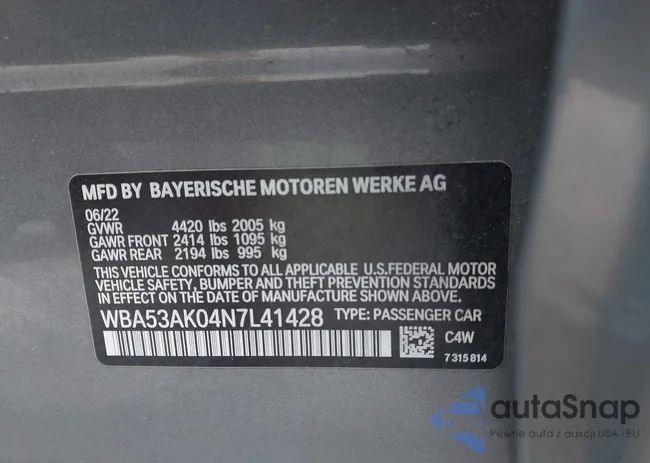 MFD BY BAYERISCHE MOTOREN WERKE AG
06/22
GVWR 4420 lbs 2005 kg
GAWR FRONT 2414 lbs 1095 kg
GAWR REAR 2194 lbs 995 kg
THIS VEHICLE CONFORMS TO ALL APPLICABLE U.S.FEDERAL MOTOR
VEHICLE SAFETY, BUMPER AND THEFT PREVENTION STANDARDS
IN EFFECT ON THE DATE OF MANUFACTURE SHOWN ABOVE.
WBA53AK04N7L41428 TYPE: PASSENGER CAR
C4W
7 315 814
autaSnap
Pewne auta z aukcji USA i EU